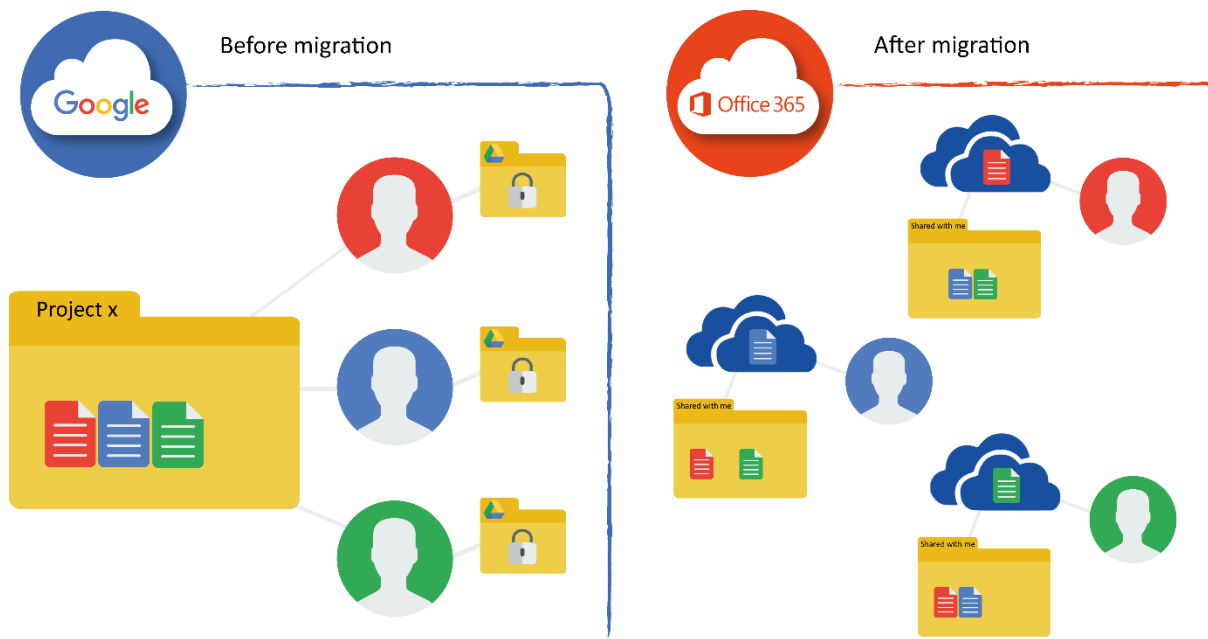 Before migration
Google
Project x
After migration
Office 365
Shared with me
Shared with me
Shared with me